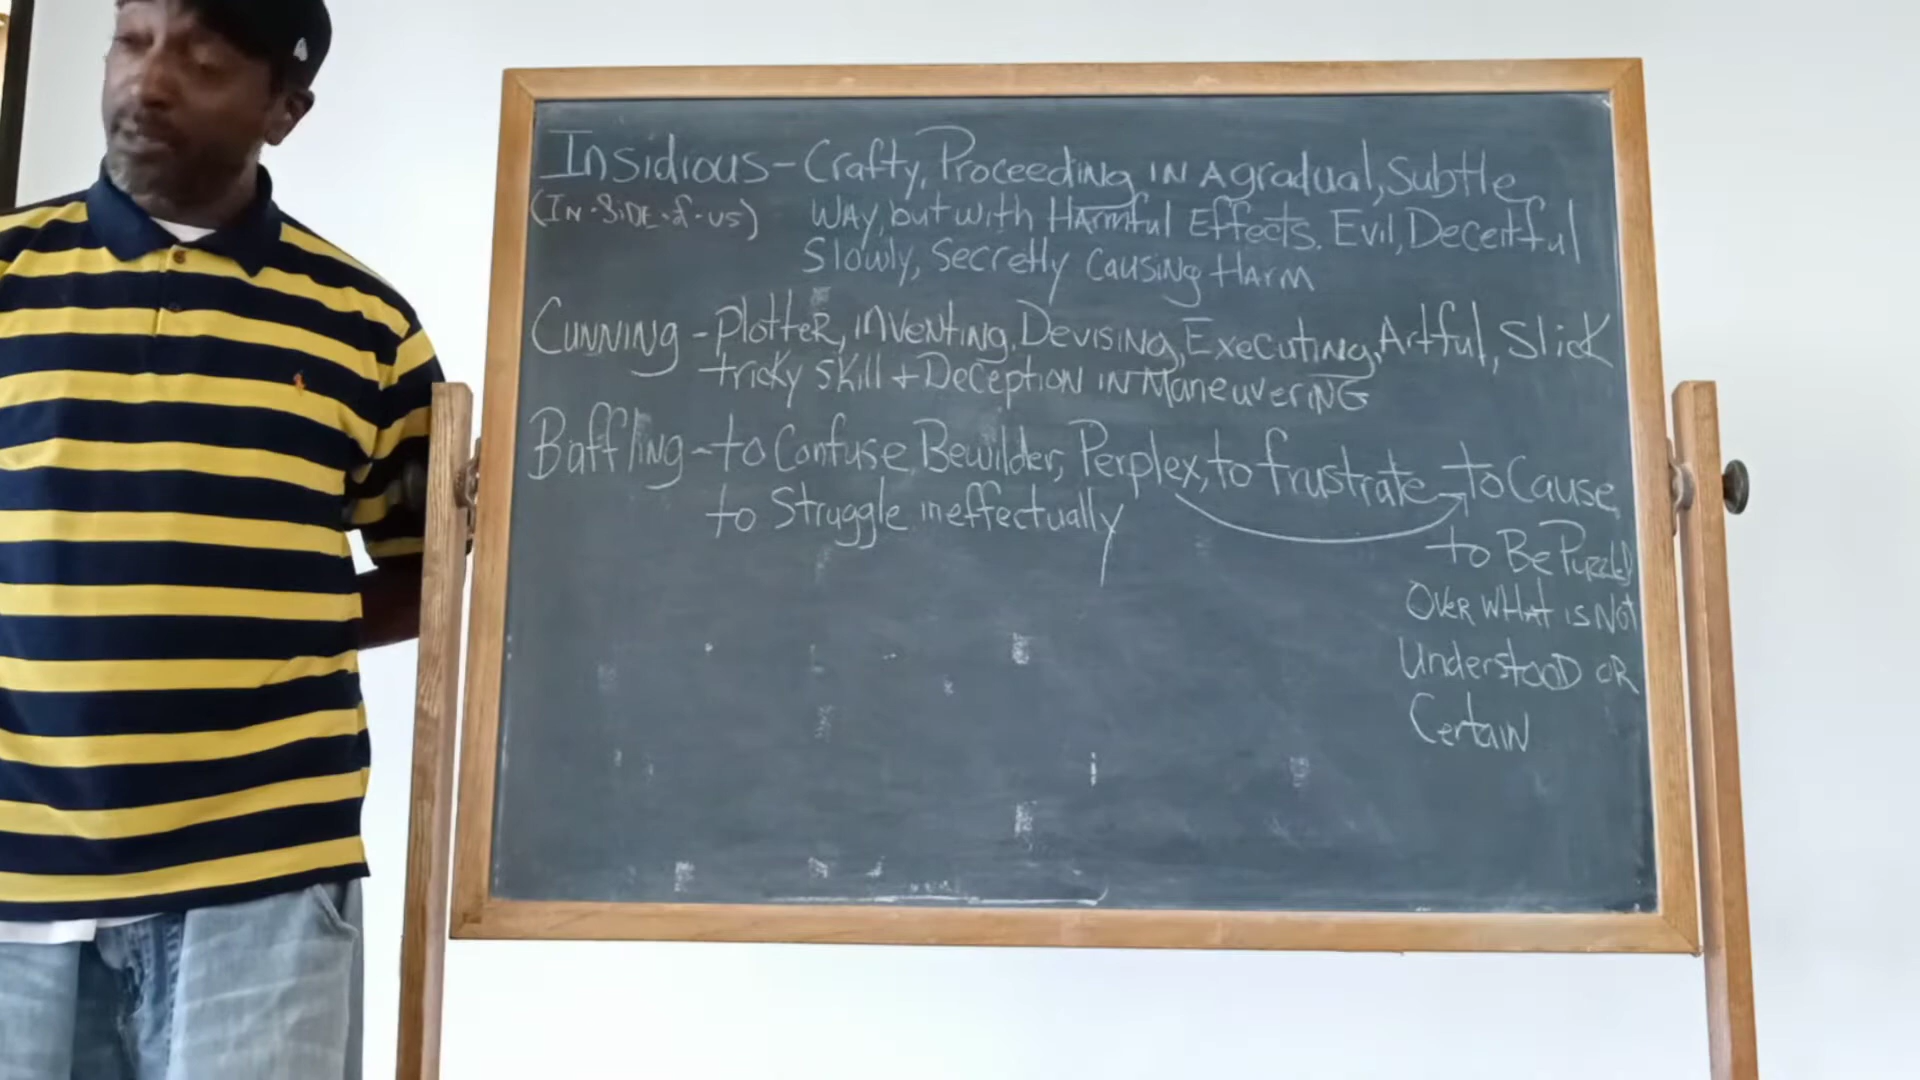 Insidious - Crafty, Proceeding IN A gradual, Subtle
(IN-SiDE-of-us) WAY, but with Harmful Effects. Evil, Deceitful
Slowly, Secretly Causing Harm
Cunning - Plotter, inventing, Devising, Executing, Artful, Slick
tricky skill + Deception in Maneuvering
Baffling - to Confuse, Bewilder, Perplex, to frustrate to Cause,
to Struggle ineffectually
to Be Puzzled
Over What is Not
Understood or
Certain